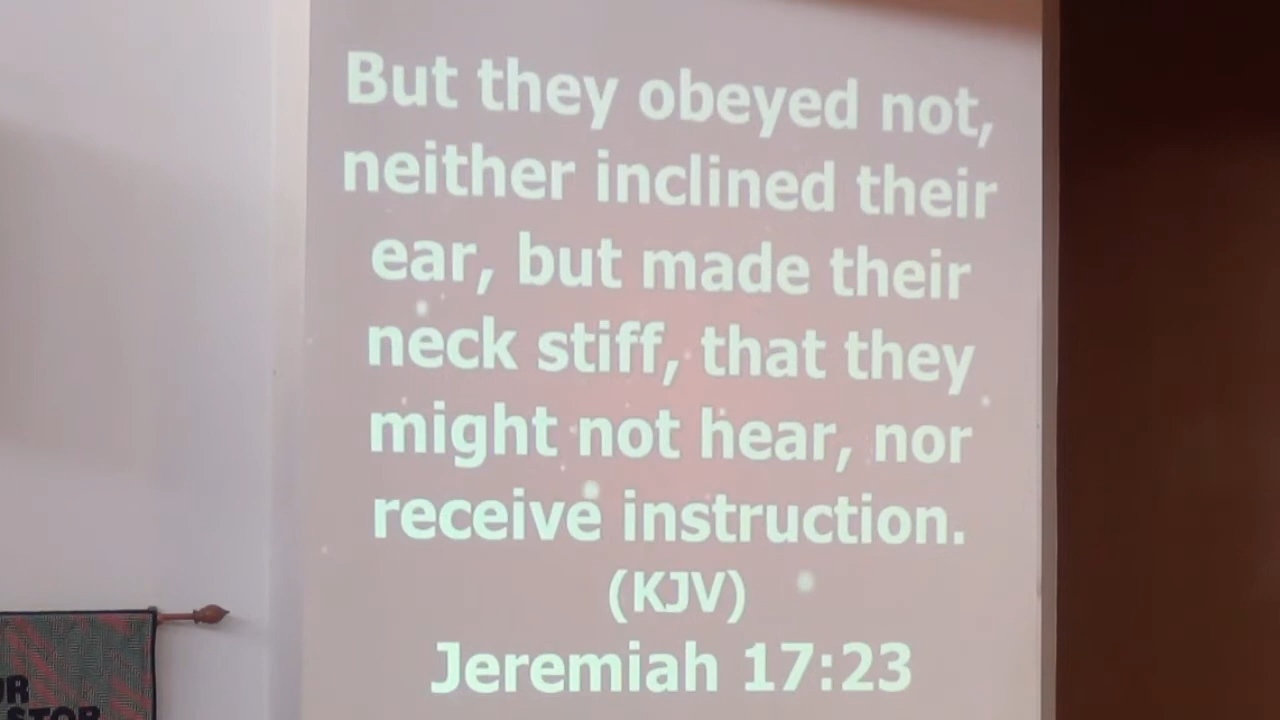 But they obeyed not,
neither inclined their
ear, but made their
neck stiff, that they
might not hear, nor
receive instruction.
(KJV)
Jeremiah 17:23